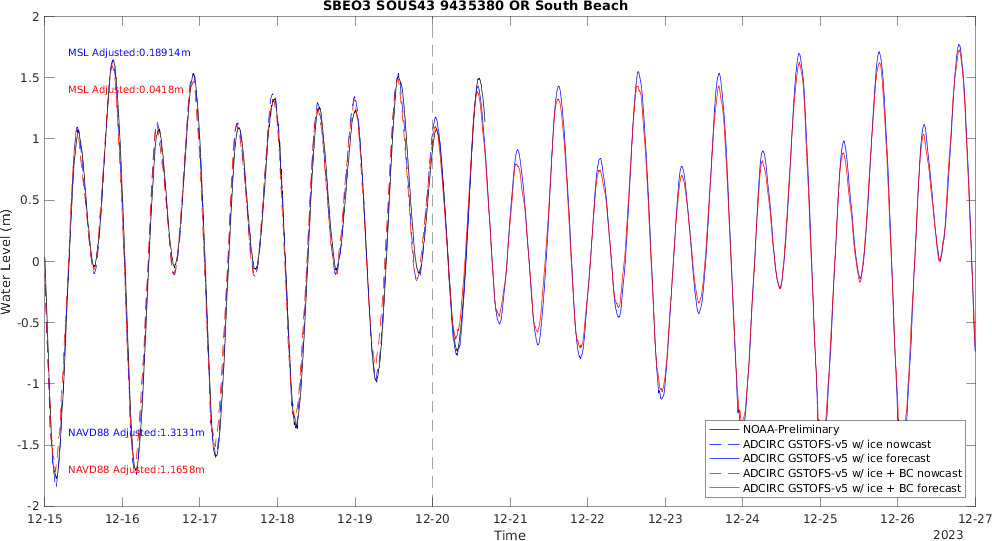 SBEO3 SOUS43 9435380 OR South Beach
MSL Adjusted:0.18914m
MSL Adjusted:0.0418m
NAVD88 Adjusted:1.3131m
NAVD88 Adjusted:1.1658m
Water Level (m)
2
1.5
1
0.5
0
-0.5
-1
-1.5
-2
NOAA-Preliminary
ADCIRC GSTOFS-v5 w/ ice nowcast
ADCIRC GSTOFS-v5 w/ ice forecast
ADCIRC GSTOFS-v5 w/ ice + BC nowcast
ADCIRC GSTOFS-v5 w/ ice + BC forecast
12-15 12-16 12-17 12-18 12-19 12-20 12-21 12-22 12-23 12-24 12-25 12-26 12-27
Time
2023